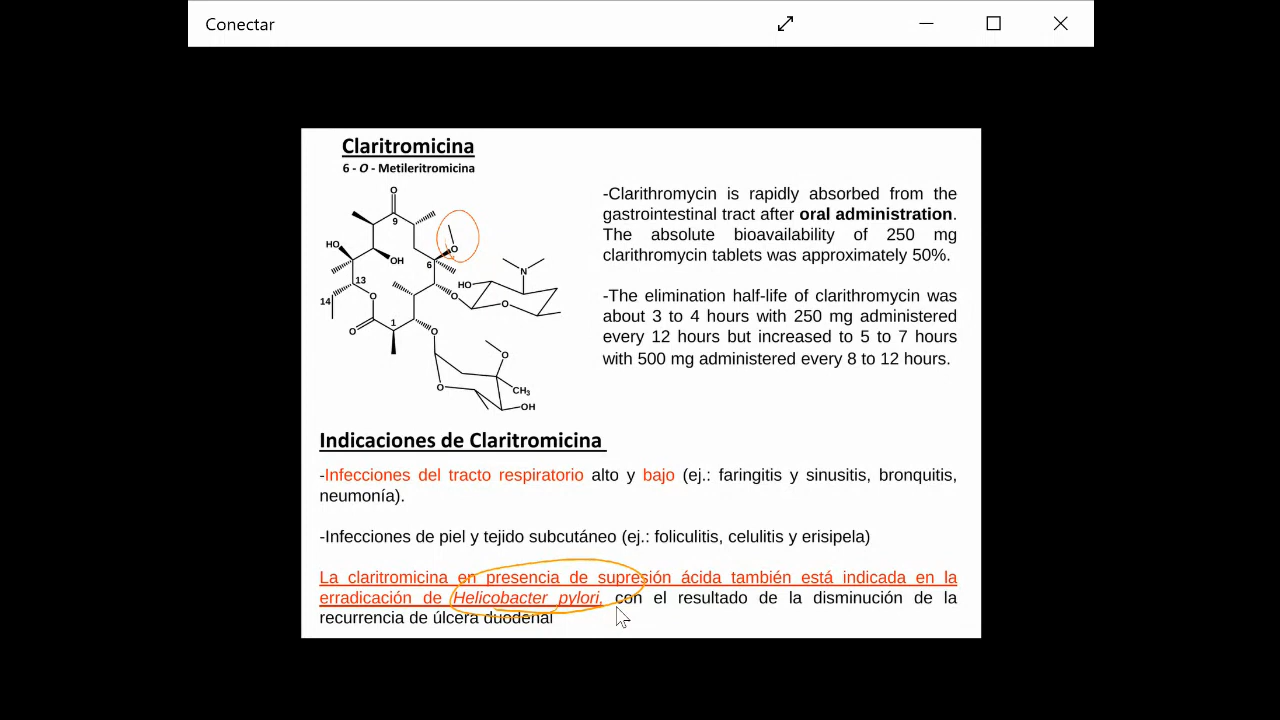 Conectar
Claritromicina
6 - O - Metileritromicina
O
9
HO
OH
O
6
N
13
HO
14
O
O
O
O
1
O
O
O
CH3
OH
-Clarithromycin is rapidly absorbed from the
gastrointestinal tract after oral administration.
The absolute bioavailability of 250 mg
clarithromycin tablets was approximately 50%.
-The elimination half-life of clarithromycin was
about 3 to 4 hours with 250 mg administered
every 12 hours but increased to 5 to 7 hours
with 500 mg administered every 8 to 12 hours.
Indicaciones de Claritromicina
-Infecciones del tracto respiratorio alto y bajo (ej.: faringitis y sinusitis, bronquitis,
neumonía).
-Infecciones de piel y tejido subcutáneo (ej.: foliculitis, celulitis y erisipela)
La claritromicina en presencia de supresión ácida también está indicada en la
erradicación de Helicobacter pylori, con el resultado de la disminución de la
recurrencia de úlcera duodenal